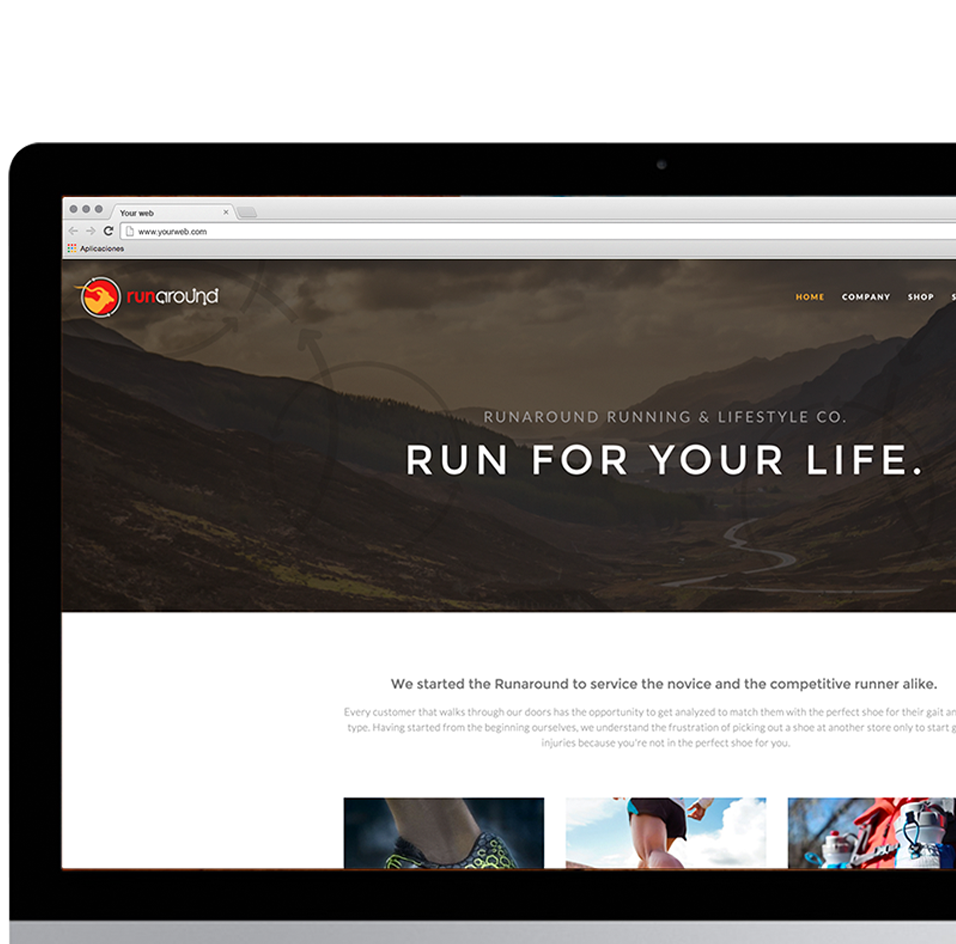 Your web
www.yourweb.com
Aplicaciones
runaround
HOME COMPANY SHOP
RUNAROUND RUNNING & LIFESTYLE CO.
RUN FOR YOUR LIFE.
We started the Runaround to service the novice and the competitive runner alike.
Every customer that walks through our doors has the opportunity to get analyzed to match them with the perfect shoe for their gait
type. Having started from the beginning ourselves, we understand the frustration of picking out a shoe at another store only to start
injuries because you're not in the perfect shoe for you.